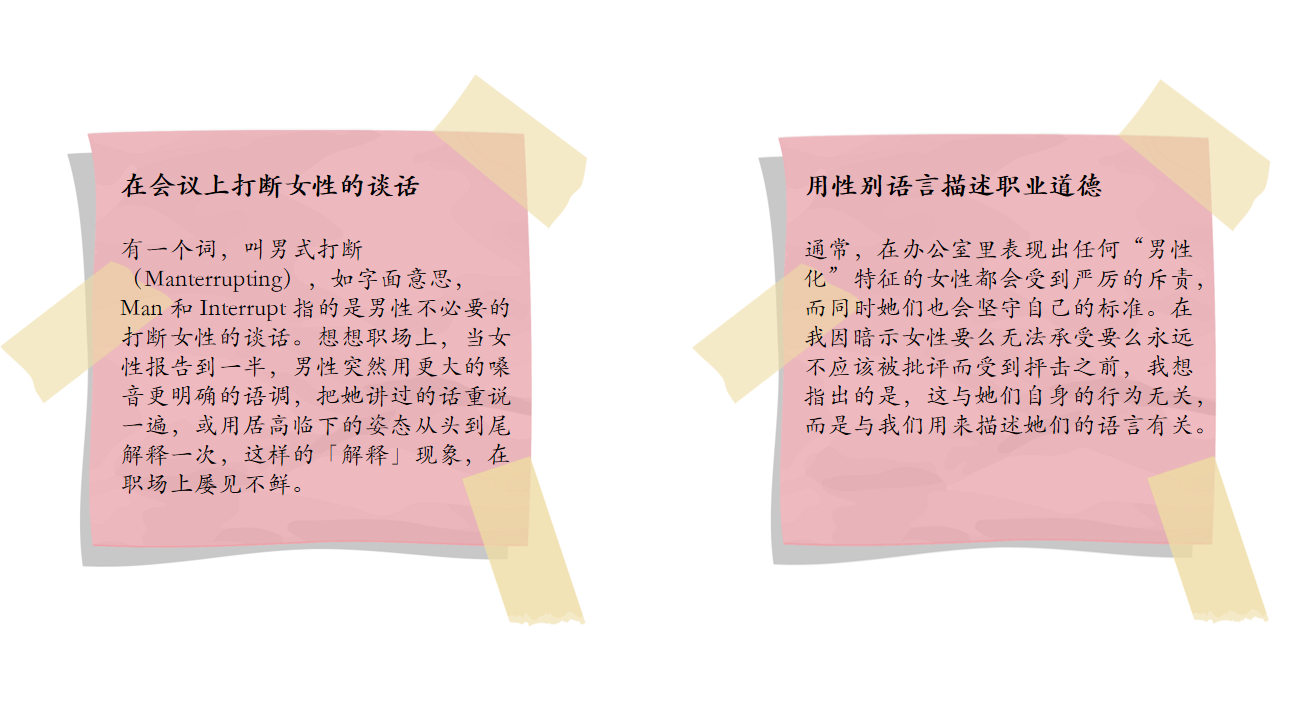 在会议上打断女性的谈话
有一个词，叫男式打断
（Manterrupting），如字面意思，
Man 和 Interrupt 指的是男性不必要的
打断女性的谈话。想想职场上，当女
性报告到一半，男性突然用更大的嗓
音更明确的语调，把她讲过的话重说
一遍，或用居高临下的姿态从头到尾
解释一次，这样的「解释」现象，在
职场上屡见不鲜。
用性别语言描述职业道德
通常，在办公室里表现出任何“男性
化”特征的女性都会受到严厉的斥责，
而同时她们也会坚守自己的标准。在
我因暗示女性要么无法承受要么永远
不应该被批评而受到抨击之前，我想
指出的是，这与她们自身的行为无关，
而是与我们用来描述她们的语言有关。